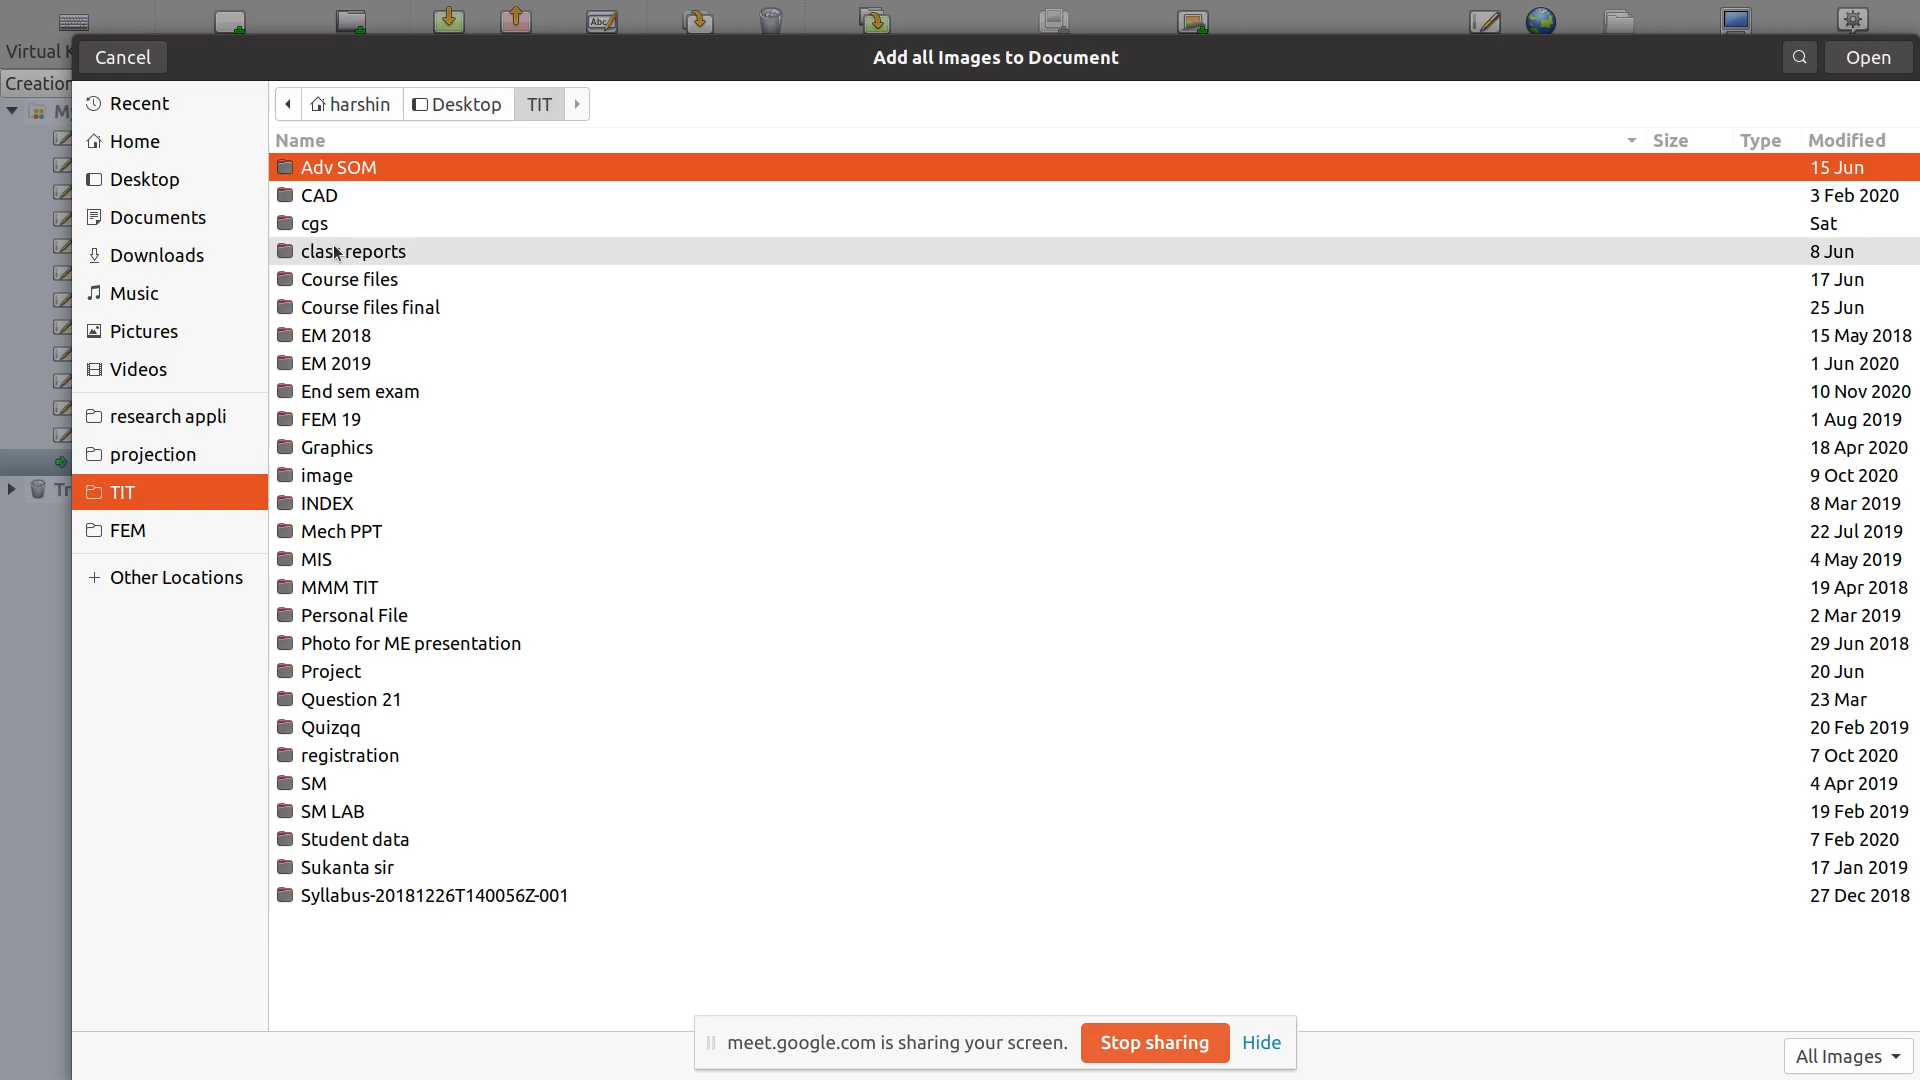 Abc
Virtual K
Cancel
Add all Images to Document
Open
Creation
My
Tr
Recent
Home
Desktop
Documents
Downloads
Music
Pictures
Videos
research appli
projection
TIT
FEM
+ Other Locations
harshin Desktop TIT
Name Size Type Modified
Adv SOM 15 Jun
CAD 3 Feb 2020
cgs Sat
class reports 8 Jun
Course files 17 Jun
Course files final 25 Jun
EM 2018 15 May 2018
EM 2019 1 Jun 2020
End sem exam 10 Nov 2020
FEM 19 1 Aug 2019
Graphics 18 Apr 2020
image 9 Oct 2020
INDEX 8 Mar 2019
Mech PPT 22 Jul 2019
MIS 4 May 2019
MMM TIT 19 Apr 2018
Personal File 2 Mar 2019
Photo for ME presentation 29 Jun 2018
Project 20 Jun
Question 21 23 Mar
Quizqq 20 Feb 2019
registration 7 Oct 2020
SM 4 Apr 2019
SM LAB 19 Feb 2019
Student data 7 Feb 2020
Sukanta sir 17 Jan 2019
Syllabus-20181226T140056Z-001 27 Dec 2018
meet.google.com is sharing your screen. Stop sharing Hide
All Images